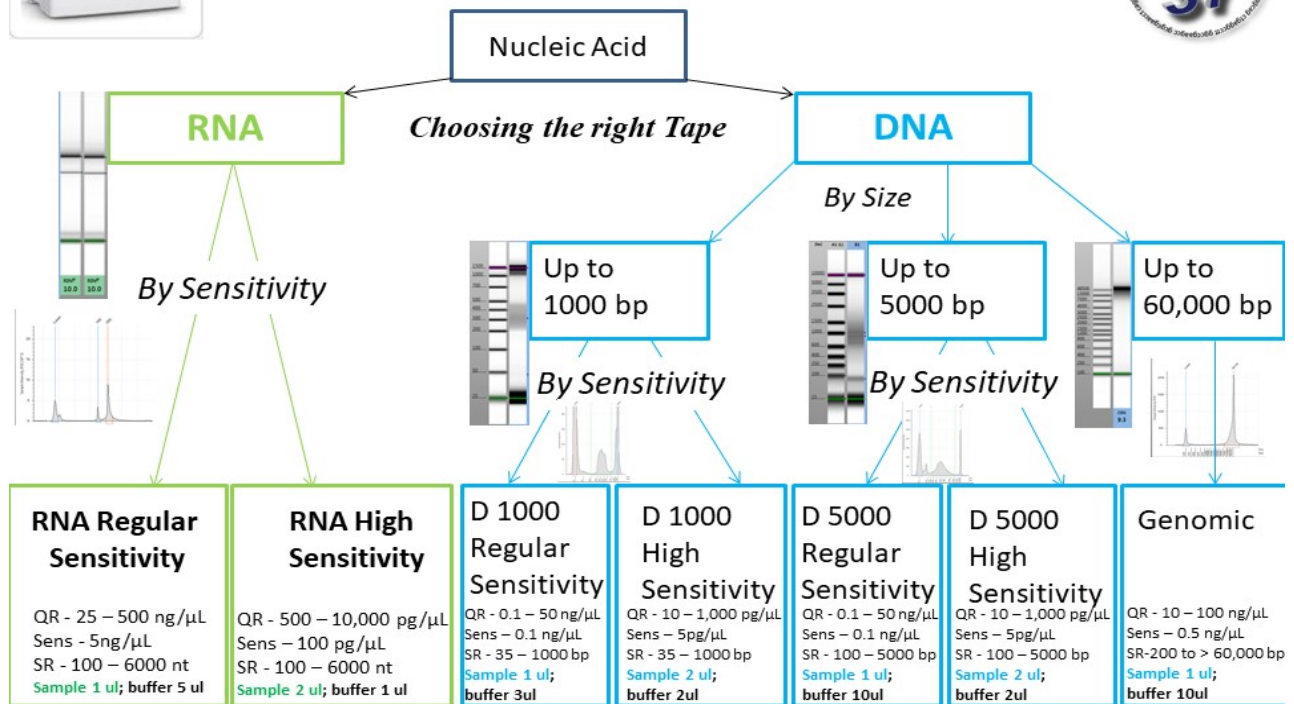 Nucleic Acid
RNA
Choosing the right Tape
DNA
By Size
By Sensitivity
Up to
1000 bp
Up to
5000 bp
Up to
60,000 bp
By Sensitivity
By Sensitivity
10.0 10.0
RNA Regular
Sensitivity
QR - 25 – 500 ng/µL
Sens - 5ng/µL
SR - 100 – 6000 nt
Sample 1 ul; buffer 5 ul
RNA High
Sensitivity
QR - 500 – 10,000 pg/µL
Sens – 100 pg/µL
SR - 100 – 6000 nt
Sample 2 ul; buffer 1 ul
D 1000
Regular
Sensitivity
QR - 0.1 – 50 ng/µL
Sens – 0.1 ng/µL
SR - 35 – 1000 bp
Sample 1 ul;
buffer 3ul
D 1000
High
Sensitivity
QR - 10 – 1,000 pg/µL
Sens – 5pg/µL
SR - 35 – 1000 bp
Sample 2 ul;
buffer 2ul
D 5000
Regular
Sensitivity
QR - 0.1 – 50 ng/µL
Sens – 0.1 ng/µL
SR - 100 – 5000 bp
Sample 1 ul;
buffer 10ul
D 5000
High
Sensitivity
QR - 10 – 1,000 pg/µL
Sens – 5pg/µL
SR - 100 – 5000 bp
Sample 2 ul;
buffer 2ul
Genomic
QR - 10 – 100 ng/µL
Sens – 0.5 ng/µL
SR-200 to > 60,000 bp
Sample 1 ul;
buffer 10ul